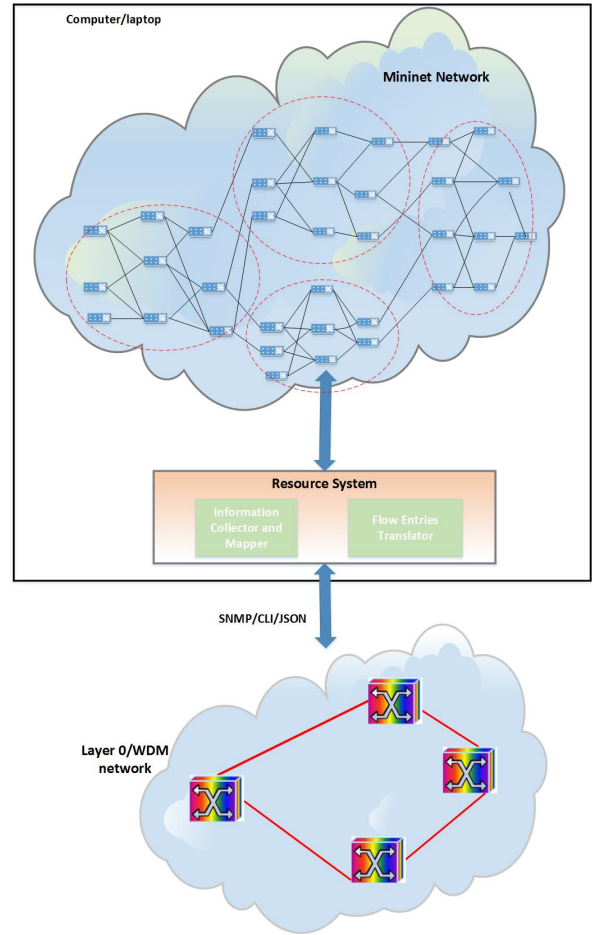 Computer/laptop
Mininet Network
Resource System
Information
Collector and
Mapper
Flow Entries
Translator
SNMP/CLI/JSON
Layer 0/WDM
network